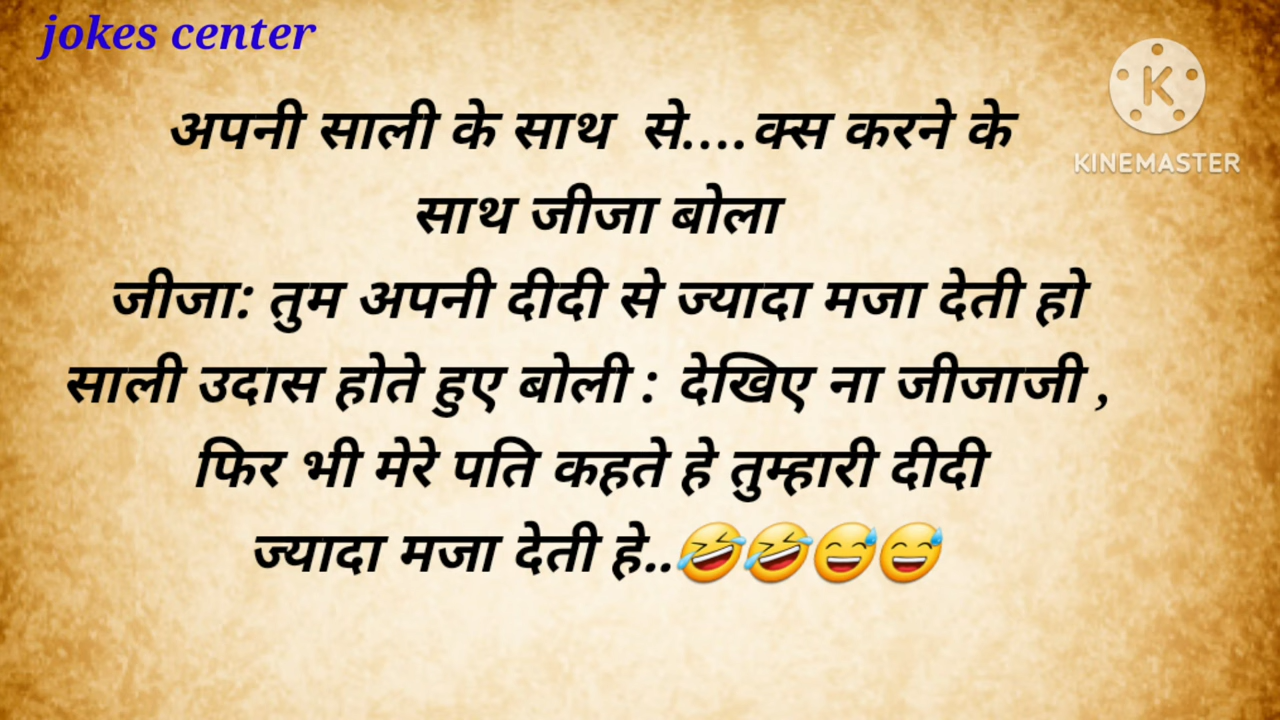 jokes center
अपनी साली के साथ से....क्स करने के
साथ जीजा बोला
जीजा: तुम अपनी दीदी से ज्यादा मजा देती हो
साली उदास होते हुए बोली : देखिए ना जीजाजी ,
फिर भी मेरे पति कहते हे तुम्हारी दीदी
ज्यादा मजा देती हे..🤣🤣😅😅
K
KINEMASTER